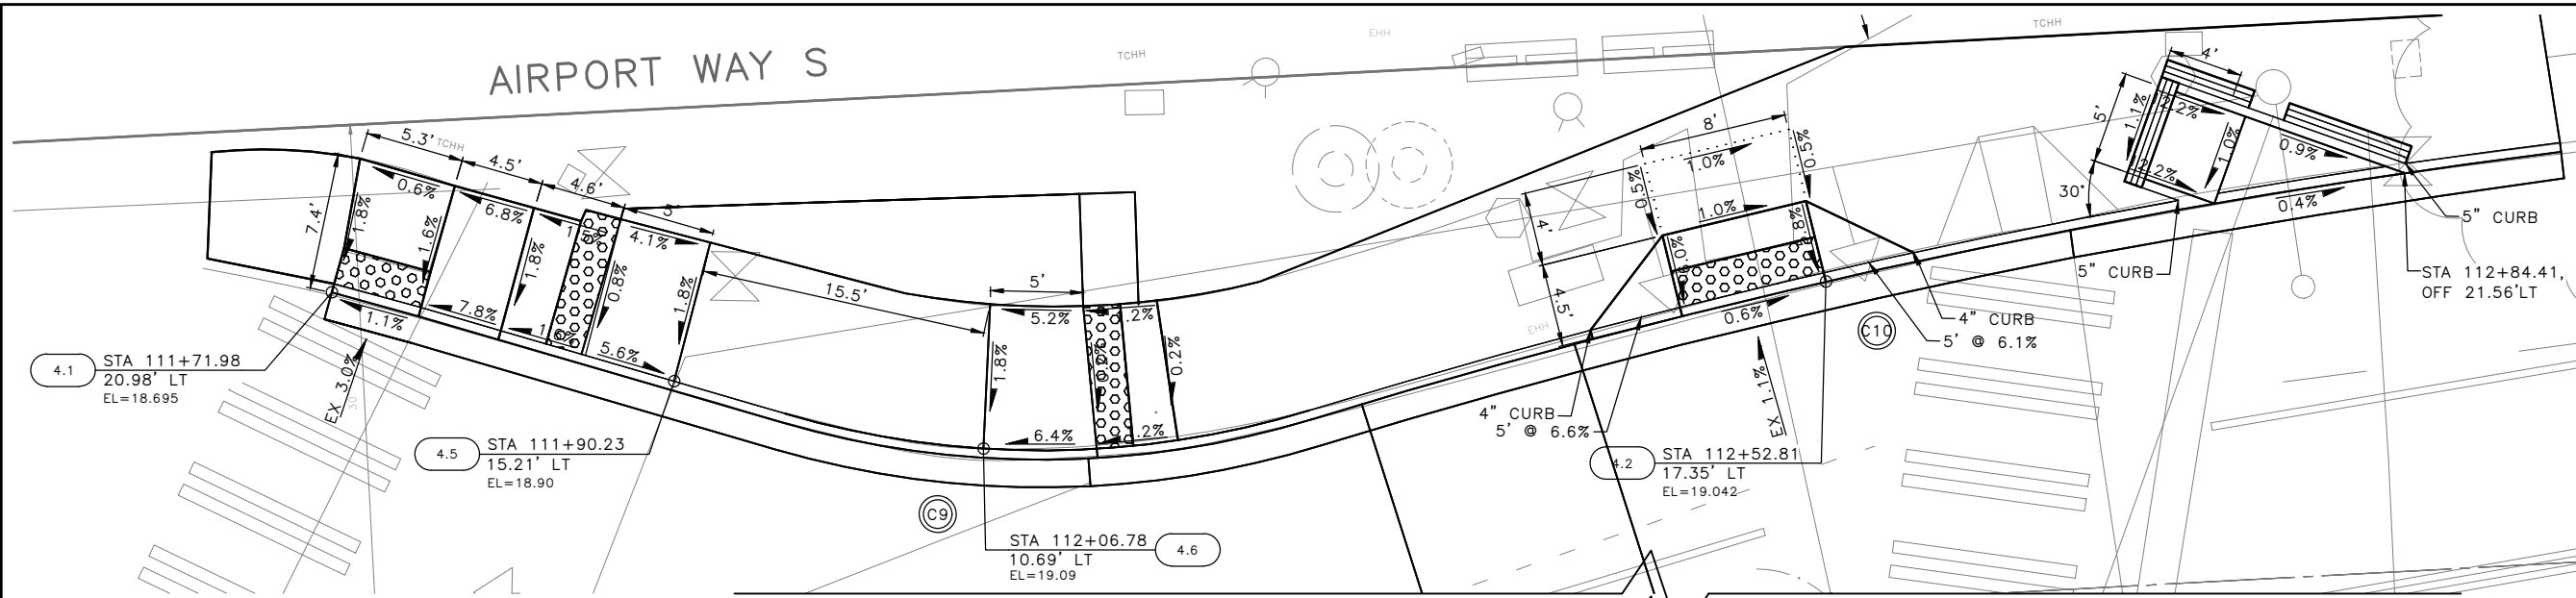 AIRPORT WAY S
TCHH
EHH
TCHH
TCHH
5.3'
4.5'
4.6'
5'
7.4'
0.6%
1.8%
1.6%
6.8%
1.8%
4.1%
0.8%
1.8%
1.1%
7.8%
5.6%
15.5'
5'
5.2%
1.8%
6.4%
0.2%
EX 3.0%
30
4.1
STA 111+71.98
20.98' LT
EL=18.695
4.5
STA 111+90.23
15.21' LT
EL=18.90
C9
STA 112+06.78
10.69' LT
EL=19.09
4.6
8'
1.0%
0.5%
0.5%
1.0%
4'
4.5'
EHH
0.6%
4" CURB
5' @ 6.6%
EX 1.1%
4.2
STA 112+52.81
17.35' LT
EL=19.042
C10
4" CURB
5' @ 6.1%
4'
5'
1.1%
2.2%
2.2%
1.0%
0.9%
30°
0.4%
5" CURB
5" CURB
STA 112+84.41,
OFF 21.56'LT